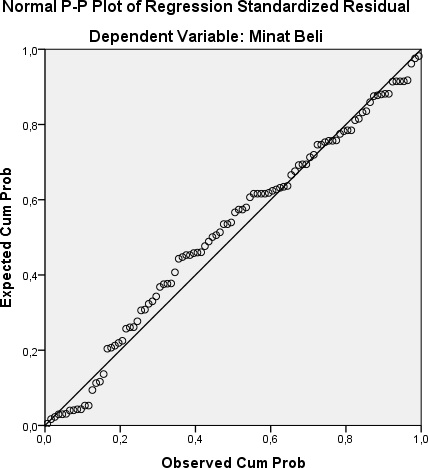 Normal P-P Plot of Regression Standardized Residual
Dependent Variable: Minat Beli
1,0
0,8
0,6
0,4
0,2
0,0
0,0 0,2 0,4 0,6 0,8 1,0
Expected Cum Prob
Observed Cum Prob